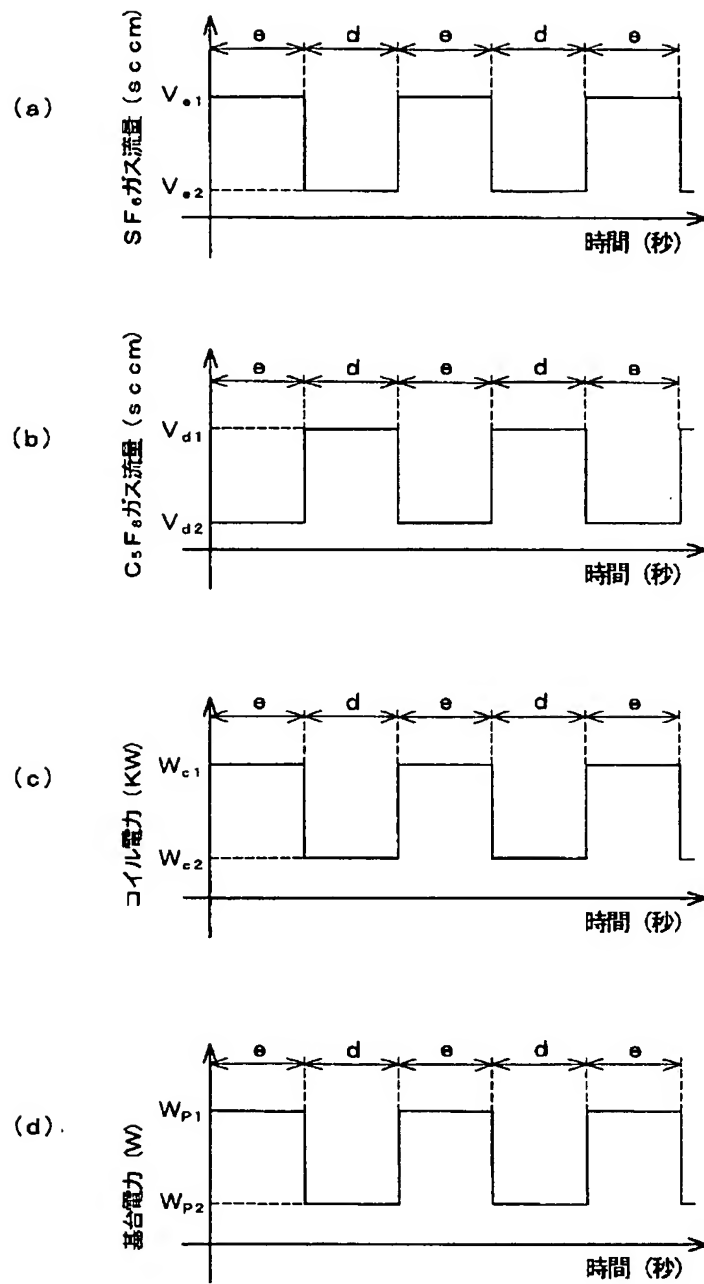 (a)
SF₆ガス流量 (sccm)
e d e d e
Vₑ₁
Vₑ₂
時間 (秒)
(b)
C₅F₈ガス流量 (sccm)
e d e d e
V_d₁
V_d₂
時間 (秒)
(c)
コイル電力 (KW)
e d e d e
W_c₁
W_c₂
時間 (秒)
(d)
基台電力 (W)
e d e d e
W_P₁
W_P₂
時間 (秒)